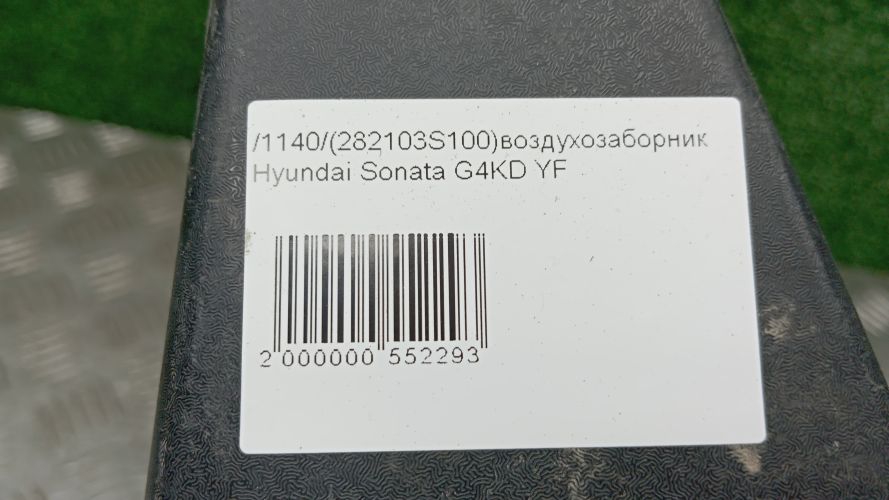 /1140/(282103S100)воздухозаборник
Hyundai Sonata G4KD YF
2 000000 552293